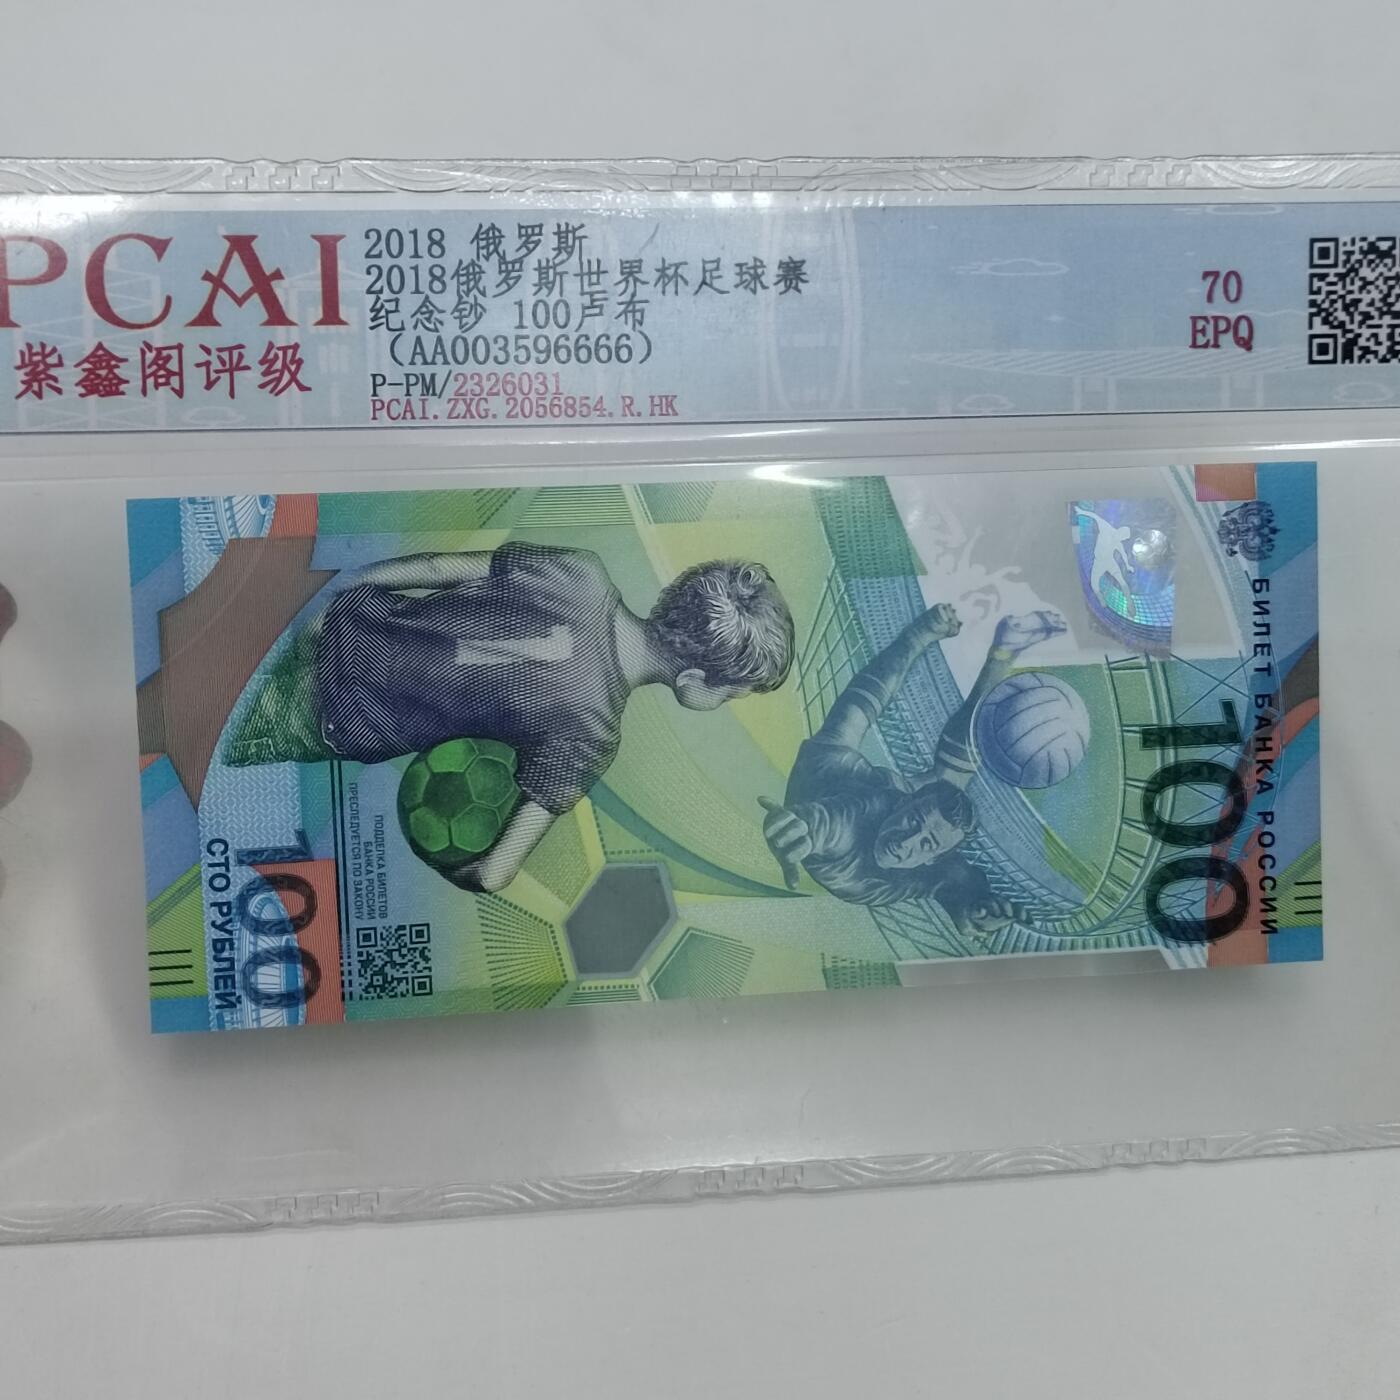 PCAI
紫鑫阁评级
2018 俄罗斯
2018俄罗斯世界杯足球赛
纪念钞 100卢布
（AA003596666）
P-PM/2326031
PCAI.ZXG.2056854.R.HK
70
EPQ
БИЛЕТ БАНКА РОССИИ
100
1
ПОДДЕЛКА БИЛЕТОВ
БАНКА РОССИИ
ПРЕСЛЕДУЕТСЯ ПО ЗАКОНУ
100
СТО РУБЛЕЙ